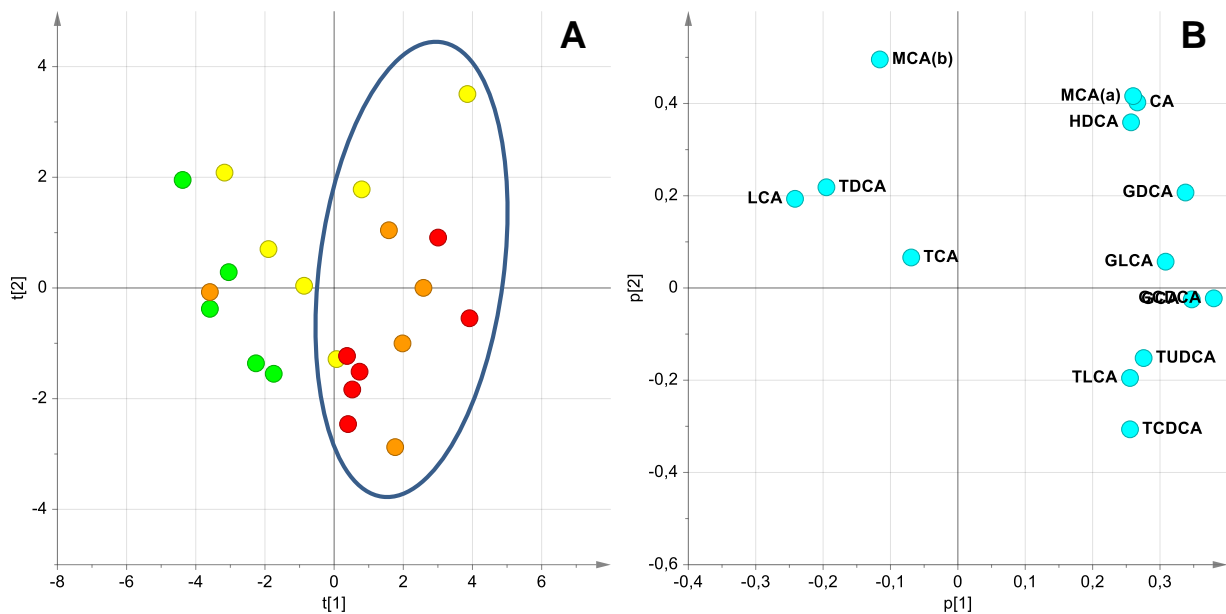 A
4
2
0
-2
-4
t[2]
-8
-6
-4
-2
0
2
4
6
t[1]
B
MCA(b)
MCA(a)
CA
HDCA
TDCA
LCA
GDCA
TCA
GLCA
GCA
GCDCA
TUDCA
TLCA
TCDCA
0,4
0,2
0
-0,2
-0,4
-0,6
p[2]
-0,4
-0,3
-0,2
-0,1
0
0,1
0,2
0,3
p[1]